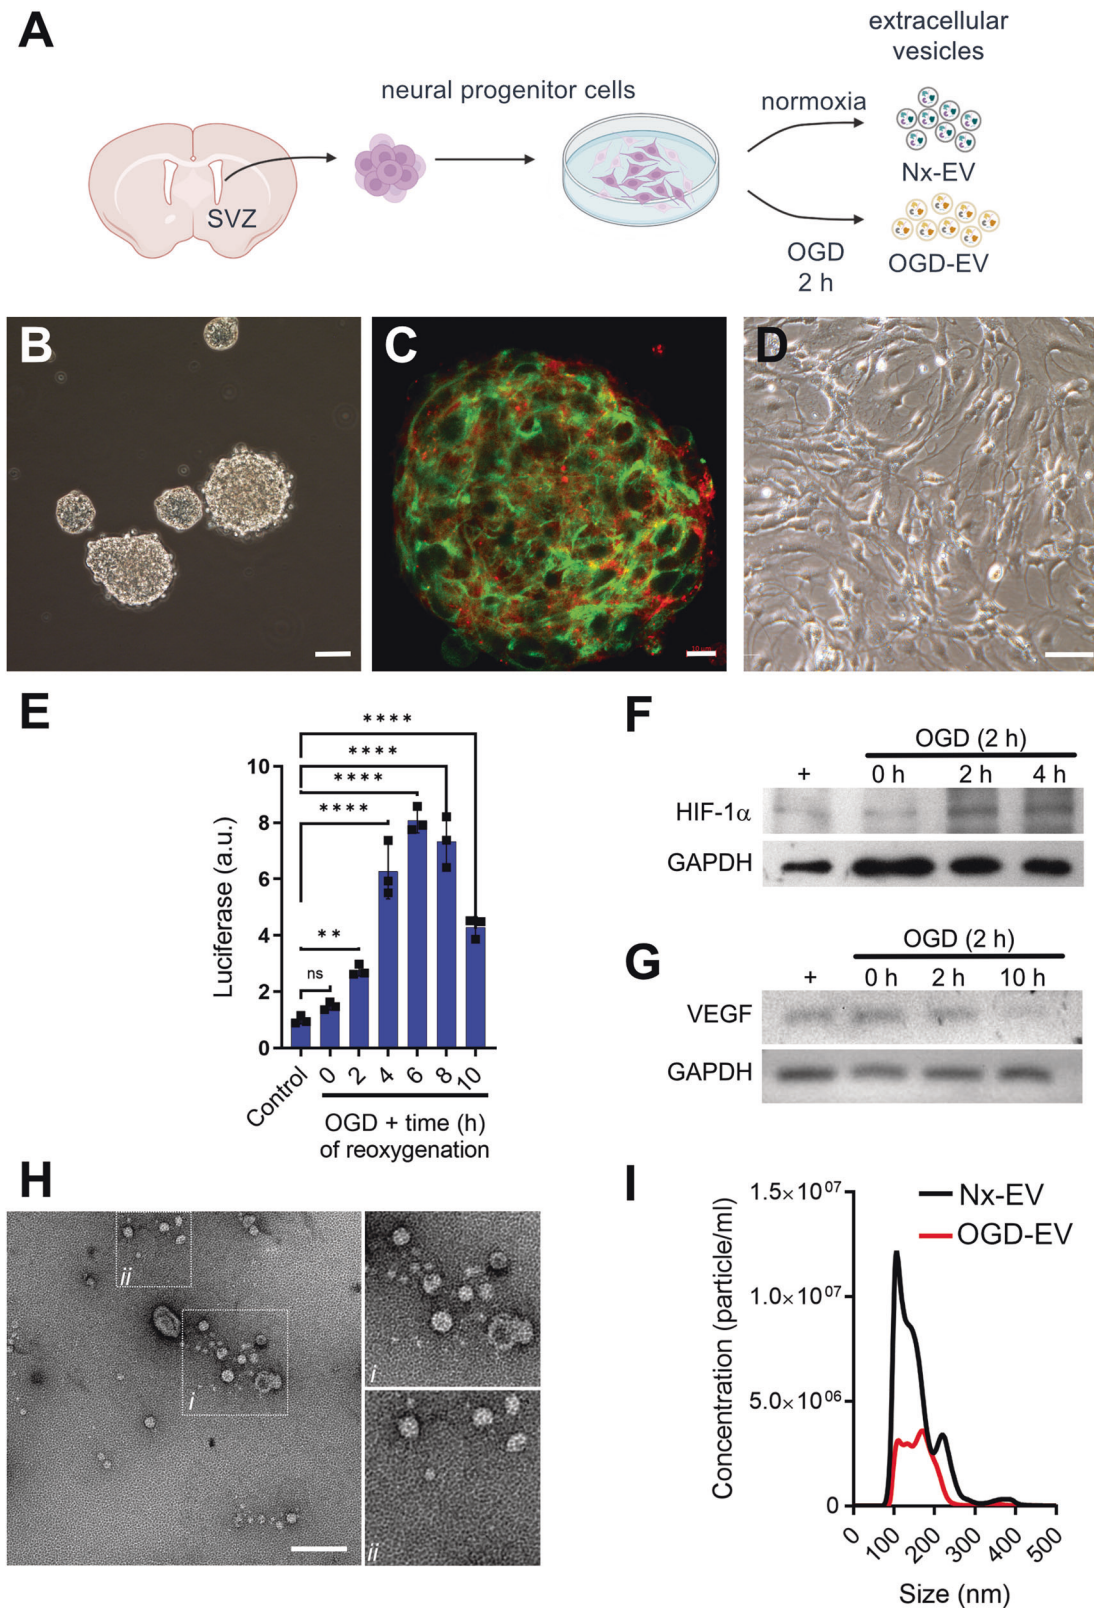 A
extracellular
vesicles
neural progenitor cells
normoxia
Nx-EV
SVZ
OGD
2 h
OGD-EV
B
C
D
10 µm
E
****
****
****
****
**
ns
Luciferase (a.u.)
10
8
6
4
2
0
Control
0
2
4
6
8
10
OGD + time (h)
of reoxygenation
F
OGD (2 h)
+
0 h
2 h
4 h
HIF-1α
GAPDH
G
OGD (2 h)
+
0 h
2 h
10 h
VEGF
GAPDH
H
ii
i
i
ii
I
Nx-EV
OGD-EV
Concentration (particle/ml)
1.5×10⁰⁷
1.0×10⁰⁷
5.0×10⁰⁶
0
0
100
200
300
400
500
Size (nm)